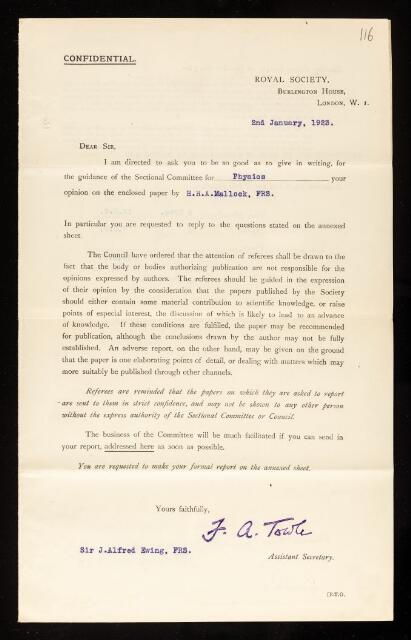 116
CONFIDENTIAL.
ROYAL SOCIETY,
BURLINGTON HOUSE,
LONDON, W. 1.
2nd January, 1923.
DEAR SIR,
I am directed to ask you to be so good as to give in writing, for
the guidance of the Sectional Committee for Physics your
opinion on the enclosed paper by H.H.A.Mallock, FRS.
In particular you are requested to reply to the questions stated on the annexed
sheet.
The Council have ordered that the attention of referees shall be drawn to the
fact that the body or bodies authorizing publication are not responsible for the
opinions expressed by authors. The referees should be guided in the expression
of their opinion by the consideration that the papers published by the Society
should either contain some material contribution to scientific knowledge, or raise
points of especial interest, the discussion of which is likely to lead to an advance
of knowledge. If these conditions are fulfilled, the paper may be recommended
for publication, although the conclusions drawn by the author may not be fully
established. An adverse report, on the other hand, may be given on the ground
that the paper is one elaborating points of detail, or dealing with matters which may
more suitably be published through other channels.
Referees are reminded that the papers on which they are asked to report
are sent to them in strict confidence, and may not be shown to any other person
without the express authority of the Sectional Committee or Council.
The business of the Committee will be much facilitated if you can send in
your report, addressed here as soon as possible.
You are requested to make your formal report on the annexed sheet.
Yours faithfully,
F. A. Towle
Sir J.Alfred Ewing, FRS.
Assistant Secretary.
[P.T.O.